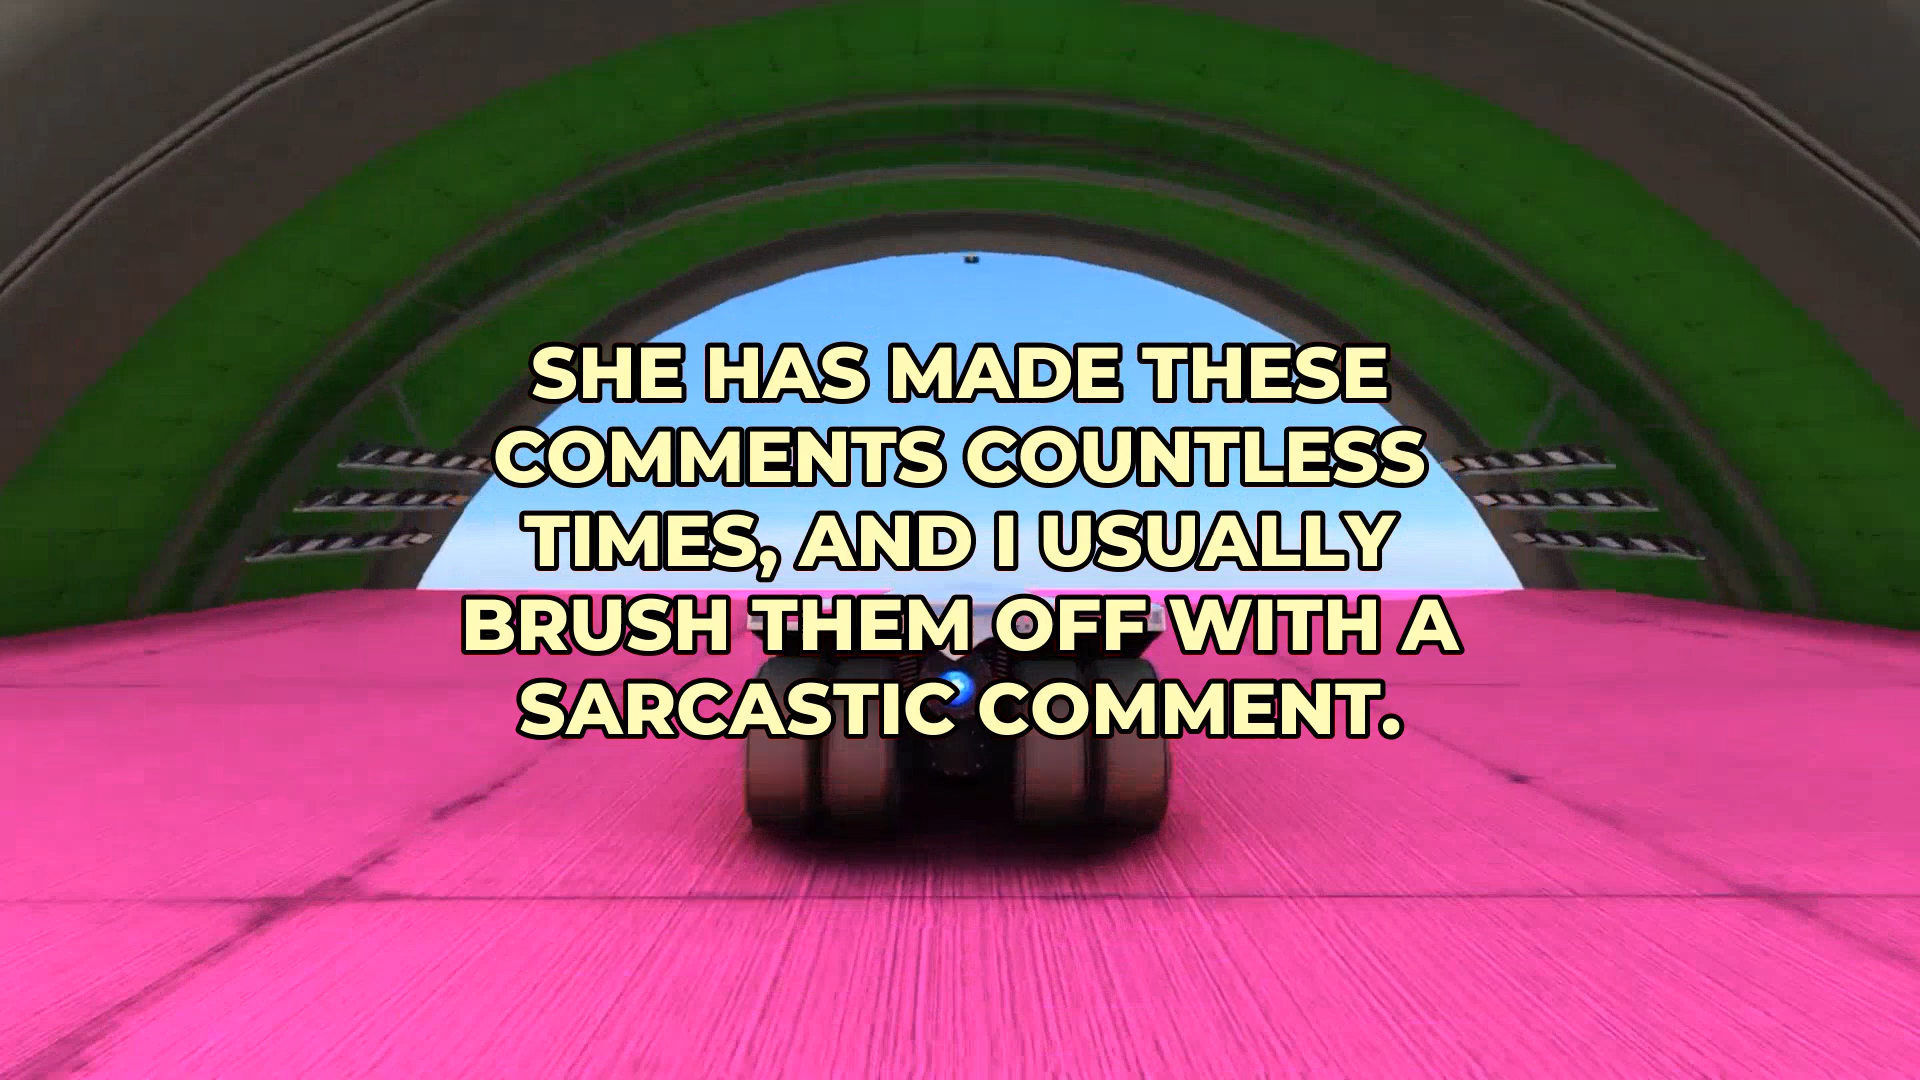 SHE HAS MADE THESE
COMMENTS COUNTLESS
TIMES, AND I USUALLY
BRUSH THEM OFF WITH A
SARCASTIC COMMENT.